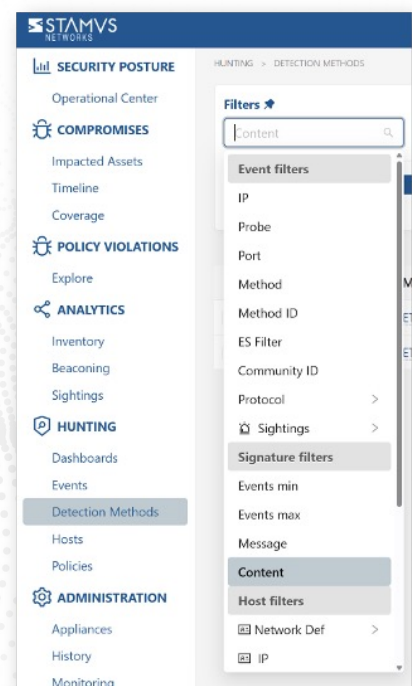 STAMVS
NETWORKS
SECURITY POSTURE
Operational Center
COMPROMISES
Impacted Assets
Timeline
Coverage
POLICY VIOLATIONS
Explore
ANALYTICS
Inventory
Beaconing
Sightings
HUNTING
Dashboards
Events
Detection Methods
Hosts
Policies
ADMINISTRATION
Appliances
History
Monitoring
HUNTING > DETECTION METHODS
Filters
Content
Event filters
IP
Probe
Port
Method
Method ID
ES Filter
Community ID
Protocol
Sightings
Signature filters
Events min
Events max
Message
Content
Host filters
Network Def
IP
M
ET
ET